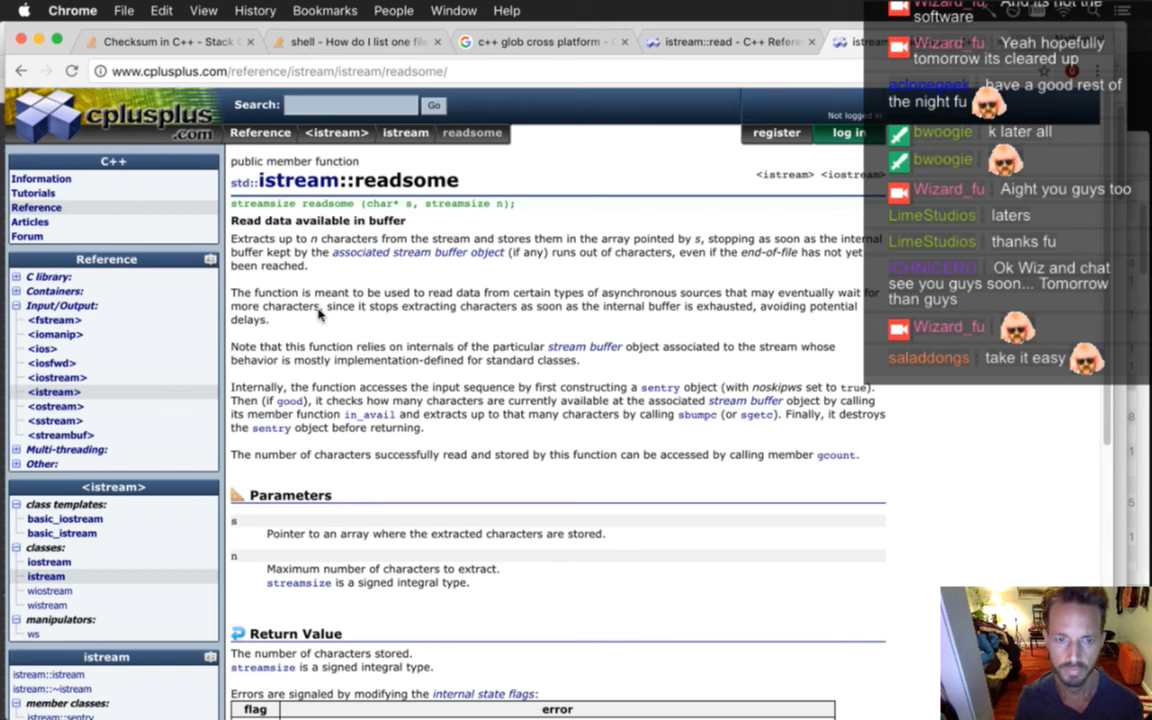 Chrome File Edit View History Bookmarks People Window Help
Checksum in C++ - Stack
shell - How do I list one file
c++ glob cross platform -
istream::read - C++ Refere
istream
www.cplusplus.com/reference/istream/istream/readsome/
cplusplus
.com
Search:
Go
Not logged in
Reference
<istream>
istream
readsome
register
log in
C++
Information
Tutorials
Reference
Articles
Forum
Reference
C library:
Containers:
Input/Output:
<fstream>
<iomanip>
<ios>
<iosfwd>
<iostream>
<istream>
<ostream>
<sstream>
<streambuf>
Multi-threading:
Other:
<istream>
class templates:
basic_iostream
basic_istream
classes:
iostream
istream
wiostream
wistream
manipulators:
ws
istream
istream::istream
istream::~istream
member classes:
istream::sentry
public member function
std::istream::readsome
<istream> <iostream>
streamsize readsome (char* s, streamsize n);
Read data available in buffer
Extracts up to n characters from the stream and stores them in the array pointed by s, stopping as soon as the internal
buffer kept by the associated stream buffer object (if any) runs out of characters, even if the end-of-file has not yet
been reached.
The function is meant to be used to read data from certain types of asynchronous sources that may eventually wait for
more characters, since it stops extracting characters as soon as the internal buffer is exhausted, avoiding potential
delays.
Note that this function relies on internals of the particular stream buffer object associated to the stream whose
behavior is mostly implementation-defined for standard classes.
Internally, the function accesses the input sequence by first constructing a sentry object (with noskipws set to true).
Then (if good), it checks how many characters are currently available at the associated stream buffer object by calling
its member function in_avail and extracts up to that many characters by calling sbumpc (or sgetc). Finally, it destroys
the sentry object before returning.
The number of characters successfully read and stored by this function can be accessed by calling member gcount.
Parameters
s
Pointer to an array where the extracted characters are stored.
n
Maximum number of characters to extract.
streamsize is a signed integral type.
Return Value
The number of characters stored.
streamsize is a signed integral type.
Errors are signaled by modifying the internal state flags:
flag
error
Wizard_fu And its not the
software
Wizard_fu Yeah hopefully
tomorrow its cleared up
aclonegeek have a good rest of
the night fu
bwoogie k later all
bwoogie
Wizard_fu Aight you guys too
LimeStudios laters
LimeStudios thanks fu
ICHNICERO Ok Wiz and chat
see you guys soon... Tomorrow
than guys
Wizard_fu
saladdongs take it easy
8
1
5
1